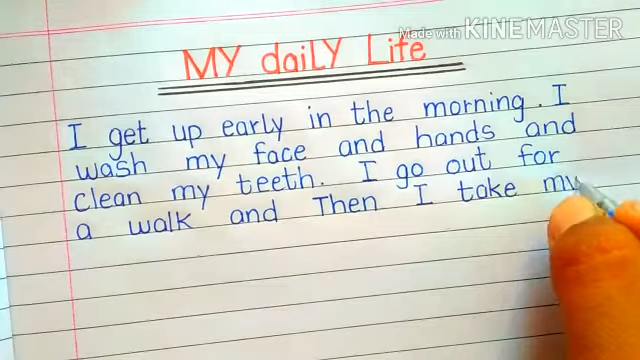 Made with KINEMASTER
MY daiLY Life
I get up early in the morning. I
wash my face and hands and
clean my teeth. I go out for
a walk and Then I take my